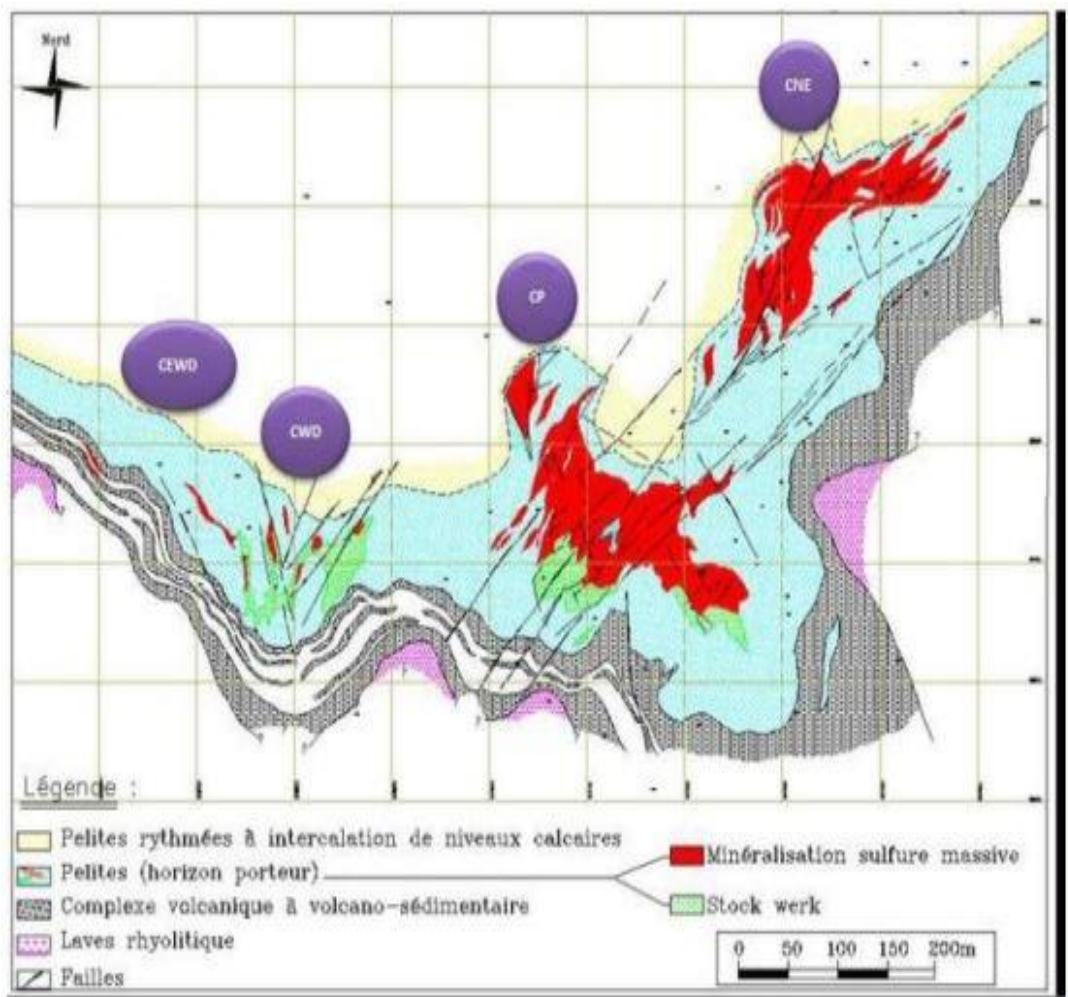 Nord
CNE
CP
CEWD
CWD
Légende :
Pelites rythmées à intercalation de niveaux calcaires
Pelites (horizon porteur)
Minéralisation sulfure massive
Complexe volcanique à volcano-sédimentaire
Stock werk
Laves rhyolitique
Failles
0 50 100 150 200m